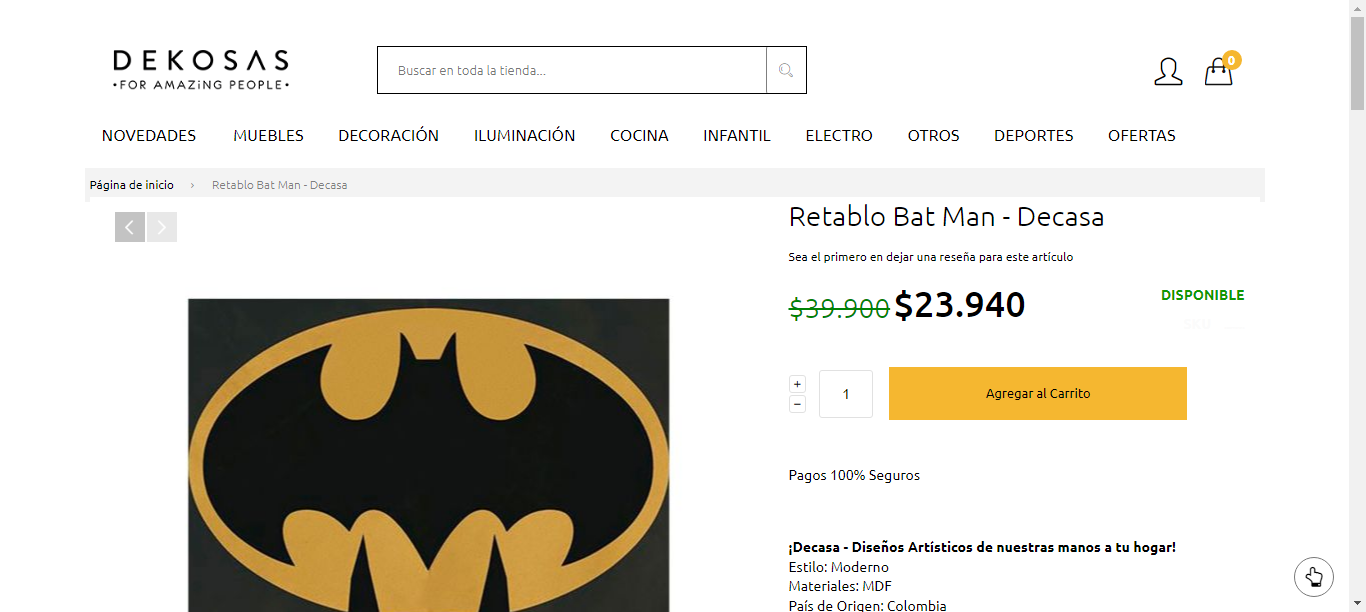 DEKOSAS
•FOR AMAZiNG PEOPLE•
Buscar en toda la tienda...
0
NOVEDADES MUEBLES DECORACIÓN ILUMINACIÓN COCINA INFANTIL ELECTRO OTROS DEPORTES OFERTAS
Página de inicio › Retablo Bat Man - Decasa
Retablo Bat Man - Decasa
Sea el primero en dejar una reseña para este artículo
$39.900 $23.940
DISPONIBLE
+
−
1
Agregar al Carrito
Pagos 100% Seguros
¡Decasa - Diseños Artísticos de nuestras manos a tu hogar!
Estilo: Moderno
Materiales: MDF
País de Origen: Colombia